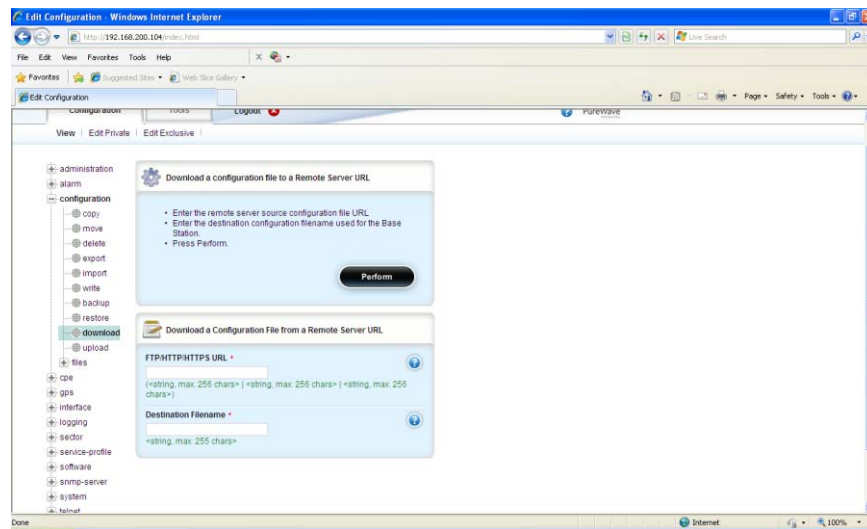 Edit Configuration - Windows Internet Explorer
http://192.168.200.104/index.html
Live Search
File Edit View Favorites Tools Help
Favorites Suggested Sites Web Slice Gallery
Edit Configuration
Page Safety Tools
Configuration Tools Logout PureWave
View Edit Private Edit Exclusive
administration
alarm
configuration
copy
move
delete
export
import
write
backup
restore
download
upload
files
cpe
gps
interface
logging
sector
service-profile
software
snmp-server
system
telnet
Download a configuration file to a Remote Server URL
• Enter the remote server source configuration file URL
• Enter the destination configuration filename used for the Base
Station.
• Press Perform.
Perform
Download a Configuration File from a Remote Server URL
FTP/HTTP/HTTPS URL *
(<string, max: 256 chars> | <string, max: 256 chars> | <string, max: 256
chars>)
Destination Filename *
<string, max: 255 chars>
Done
Internet
100%